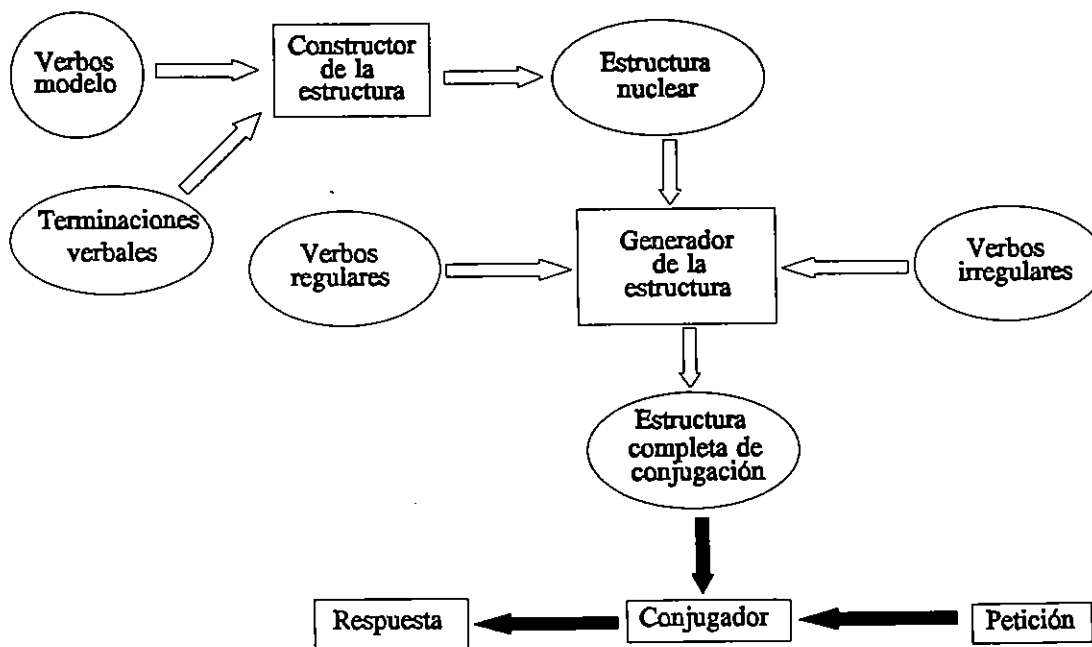 Verbos
modelo
Constructor
de la
estructura
Estructura
nuclear
Terminaciones
verbales
Verbos
regulares
Generador
de la
estructura
Verbos
irregulares
Estructura
completa de
conjugación
Respuesta
Conjugador
Petición